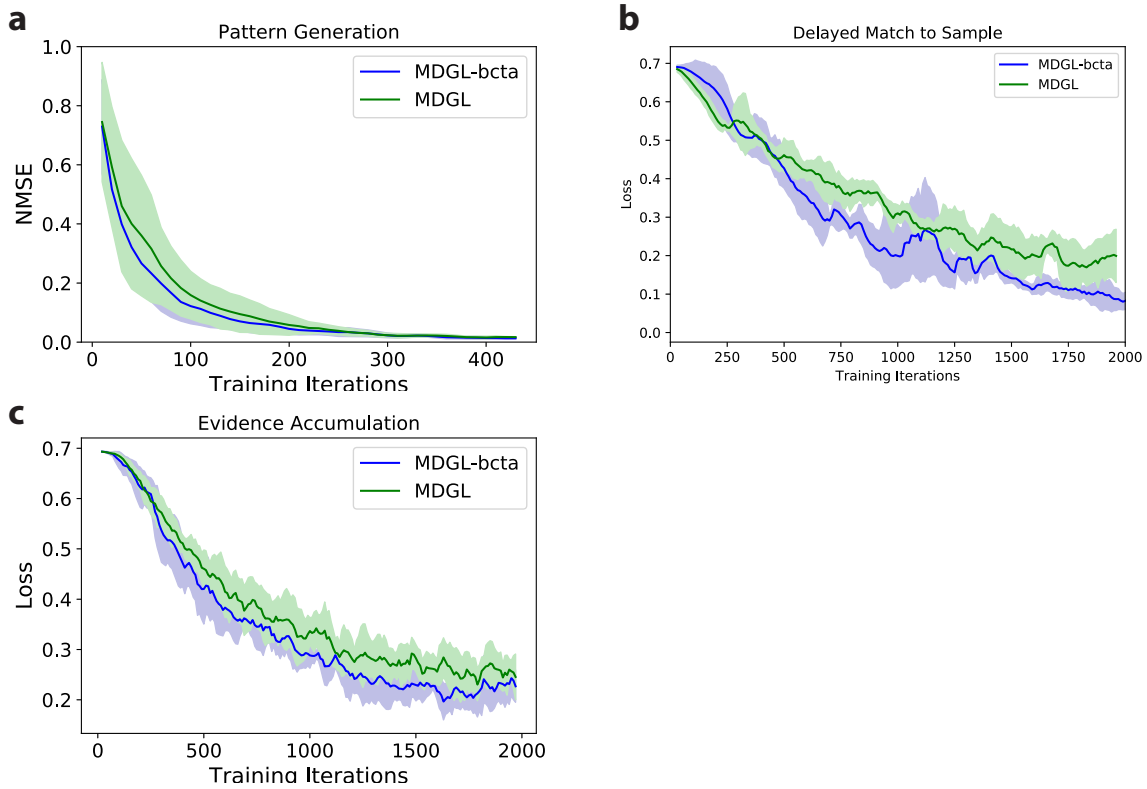 a
Pattern Generation
1.0
0.8
0.6
0.4
0.2
0.0
NMSE
MDGL-bcta
MDGL
0 100 200 300 400
Training Iterations
b
Delayed Match to Sample
0.7
0.6
0.5
0.4
0.3
0.2
0.1
0.0
Loss
MDGL-bcta
MDGL
0 250 500 750 1000 1250 1500 1750 2000
Training Iterations
c
Evidence Accumulation
0.7
0.6
0.5
0.4
0.3
0.2
Loss
MDGL-bcta
MDGL
0 500 1000 1500 2000
Training Iterations